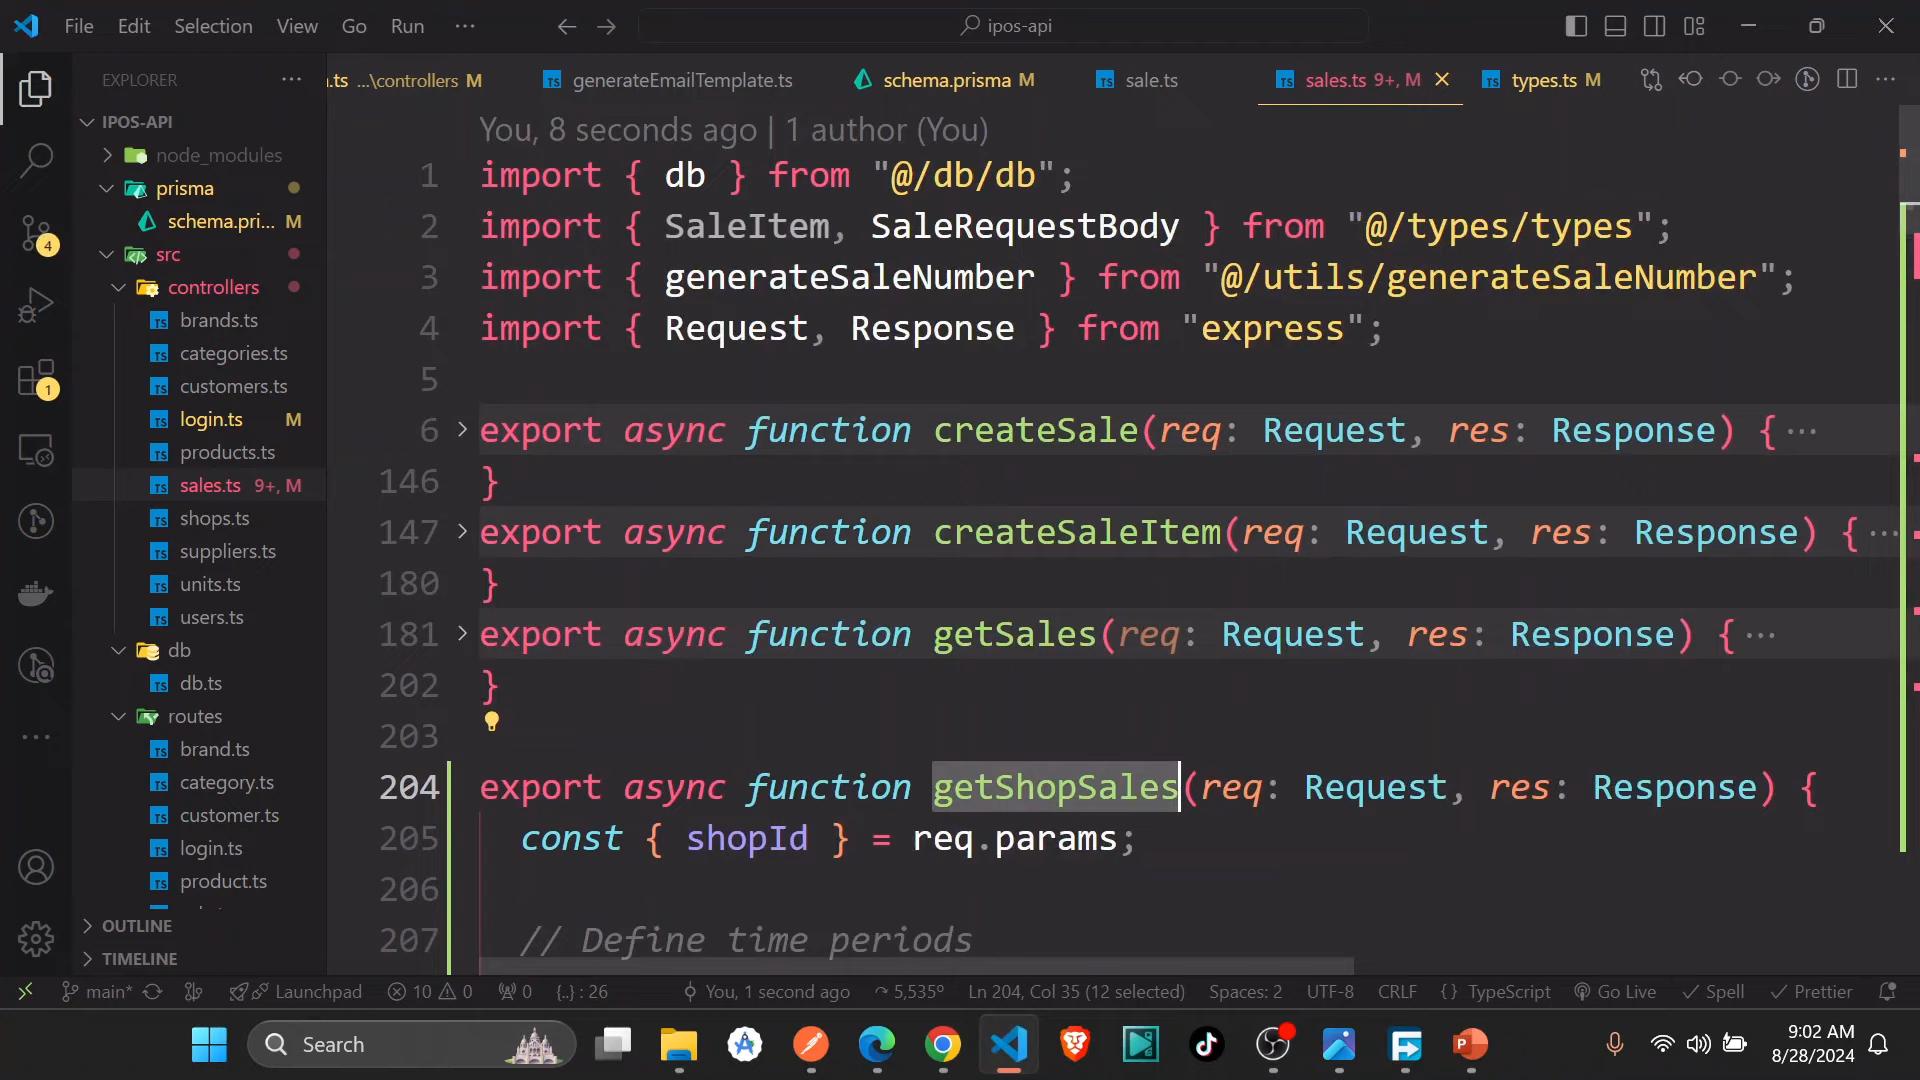 File Edit Selection View Go Run ··· ipos-api
EXPLORER ···
.ts ...\controllers M generateEmailTemplate.ts schema.prisma M sale.ts sales.ts 9+, M types.ts M ···
IPOS-API
node_modules
prisma
schema.pri... M
src
controllers
brands.ts
categories.ts
customers.ts
login.ts M
products.ts
sales.ts 9+, M
shops.ts
suppliers.ts
units.ts
users.ts
db
db.ts
routes
brand.ts
category.ts
customer.ts
login.ts
product.ts
OUTLINE
TIMELINE
4
1
You, 8 seconds ago | 1 author (You)
1 import { db } from "@/db/db";
2 import { SaleItem, SaleRequestBody } from "@/types/types";
3 import { generateSaleNumber } from "@/utils/generateSaleNumber";
4 import { Request, Response } from "express";
5
6 export async function createSale(req: Request, res: Response) {···
146 }
147 export async function createSaleItem(req: Request, res: Response) {···
180 }
181 export async function getSales(req: Request, res: Response) {···
202 }
203
204 export async function getShopSales(req: Request, res: Response) {
205 const { shopId } = req.params;
206
207 // Define time periods
main* Launchpad 10 0 0 {..} : 26 You, 1 second ago 5,535° Ln 204, Col 35 (12 selected) Spaces: 2 UTF-8 CRLF {} TypeScript Go Live Spell Prettier
Search
9:02 AM
8/28/2024